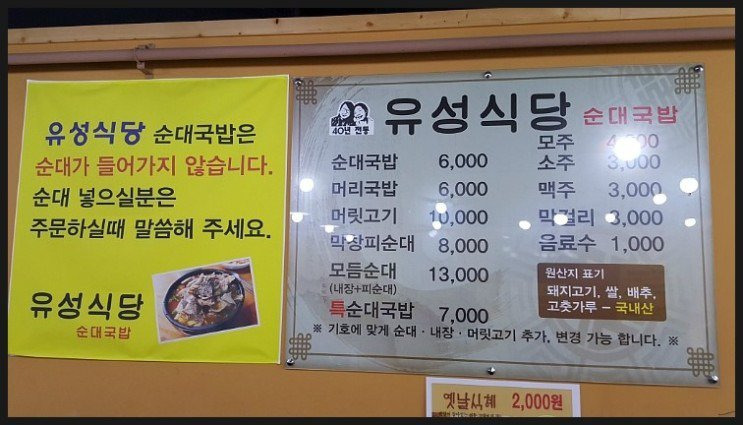 유성식당 순대국밥은
순대가 들어가지 않습니다.
순대 넣으실분은
주문하실때 말씀해 주세요.
유성식당
순대국밥
40년 전통
유성식당 순대국밥
순대국밥 6,000
머리국밥 6,000
머릿고기 10,000
막창피순대 8,000
모듬순대 13,000
(내장+피순대)
특순대국밥 7,000
모주
소주 3,000
맥주 3,000
막걸리 3,000
음료수 1,000
원산지 표기
돼지고기, 쌀, 배추,
고춧가루 – 국내산
※ 기호에 맞게 순대 · 내장 · 머릿고기 추가, 변경 가능 합니다. ※
옛날식혜 2,000원